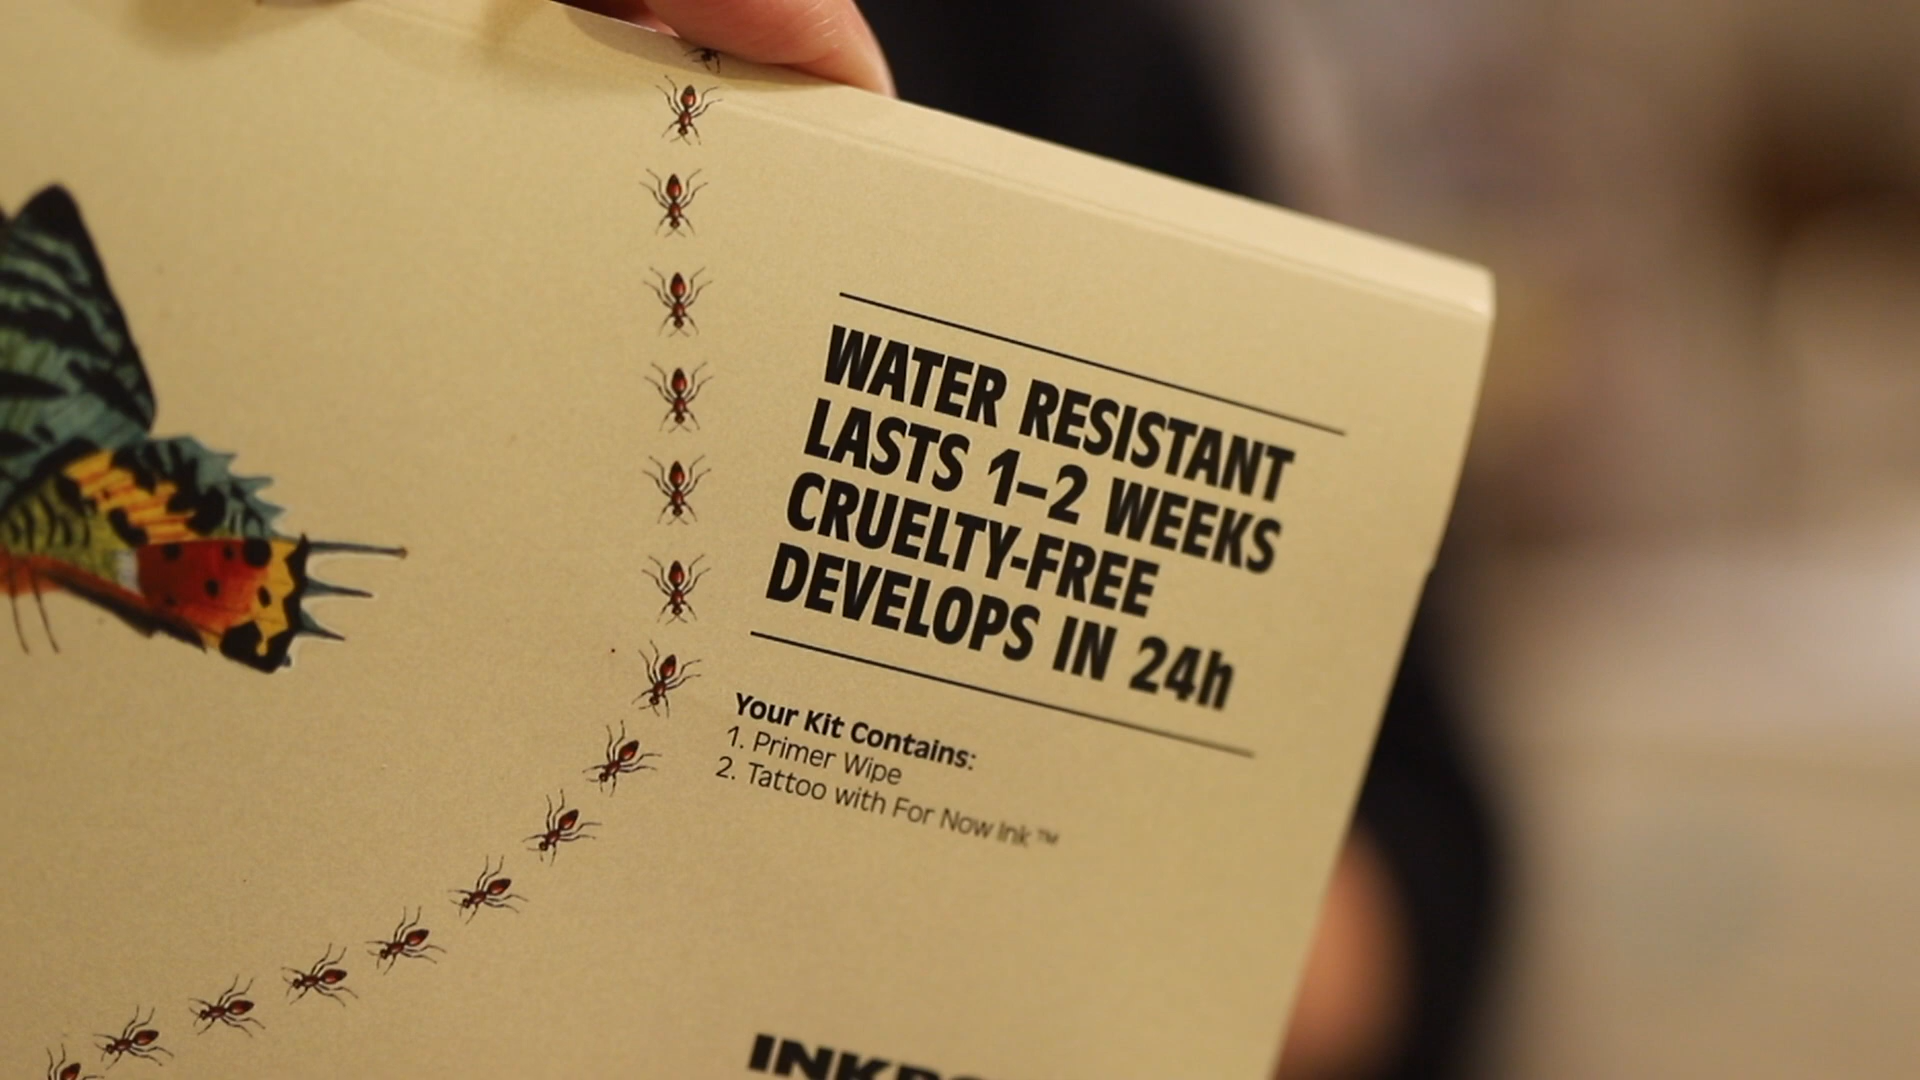 WATER RESISTANT
LASTS 1–2 WEEKS
CRUELTY-FREE
DEVELOPS IN 24h
Your Kit Contains:
1. Primer Wipe
2. Tattoo with For Now Ink™